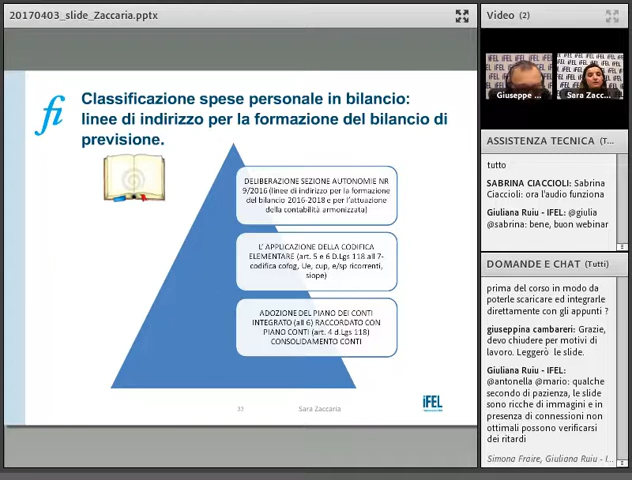 20170403_slide_Zaccaria.pptx
Classificazione spese personale in bilancio:
linee di indirizzo per la formazione del bilancio di
previsione.
DELIBERAZIONE SEZIONE AUTONOMIE NR
9/2016 (linee di indirizzo per la formazione
del bilancio 2016-2018 e per l'attuazione
della contabilità armonizzata)
L' APPLICAZIONE DELLA CODIFICA
ELEMENTARE (art. 5 e 6 D.Lgs 118 all 7-
codifica cofog, Ue, cup, e/sp ricorrenti,
siope)
ADOZIONE DEL PIANO DEI CONTI
INTEGRATO (all 6) RACCORDATO CON
PIANO CONTI (art. 4 d.Lgs 118)
CONSOLIDAMENTO CONTI
33
Sara Zaccaria
iFEL
Video (2)
Giuseppe ...
Sara Zacc...
ASSISTENZA TECNICA (T...
tutto
SABRINA CIACCIOLI: Sabrina
Ciaccioli: ora l'audio funziona
Giuliana Ruiu - IFEL: @giulia
@sabrina: bene, buon webinar
DOMANDE E CHAT (Tutti)
prima del corso in modo da
poterle scaricare ed integrarle
direttamente con gli appunti ?
giuseppina cambareri: Grazie,
devo chiudere per motivi di
lavoro. Leggerò le slide.
Giuliana Ruiu - IFEL:
@antonella @mario: qualche
secondo di pazienza, le slide
sono ricche di immagini e in
presenza di connessioni non
ottimali possono verificarsi
dei ritardi
Simona Fraire, Giuliana Ruiu - I...